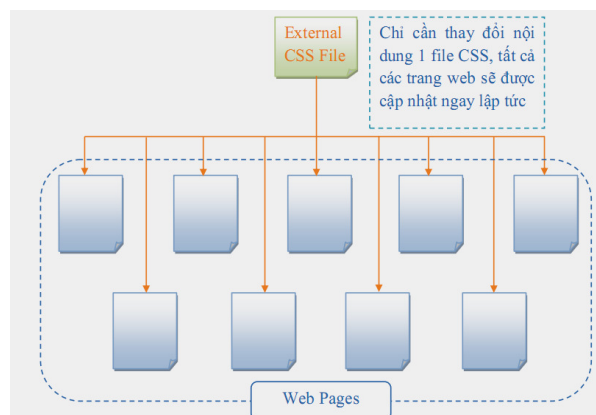 External
CSS File
Chỉ cần thay đổi nội
dung 1 file CSS, tất cả
các trang web sẽ được
cập nhật ngay lập tức
Web Pages